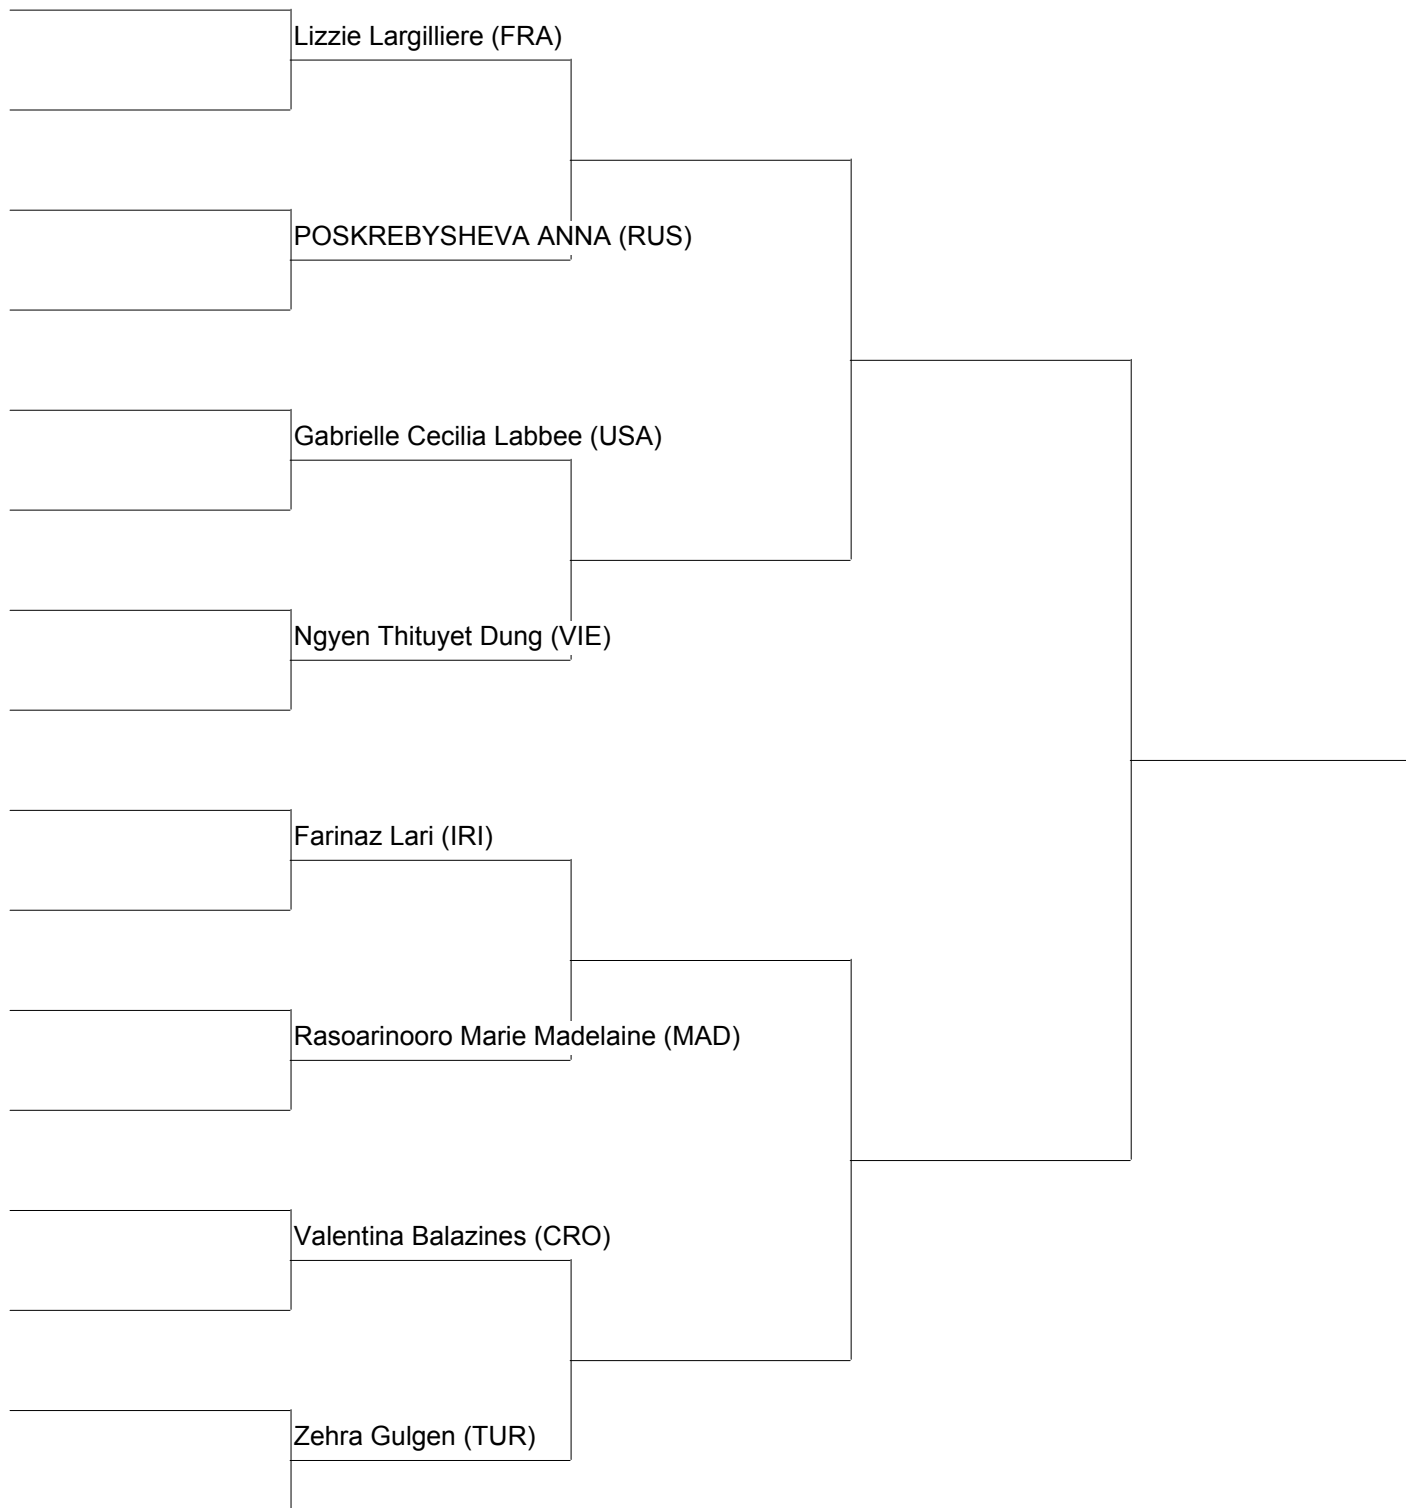 Lizzie Largilliere (FRA)
POSKREBYSHEVA ANNA (RUS)
Gabrielle Cecilia Labbee (USA)
Ngyen Thituyet Dung (VIE)
Farinaz Lari (IRI)
Rasoarinooro Marie Madelaine (MAD)
Valentina Balazines (CRO)
Zehra Gulgen (TUR)